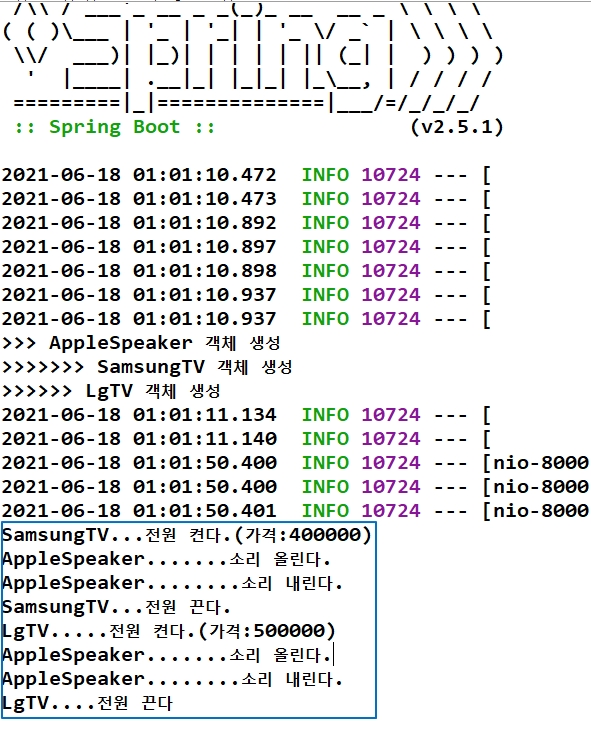 /\\ / ___'_ __ _ _(_)_ __  __ _ \ \ \ \
( ( )\___ | '_ | '_| | '_ \/ _` | \ \ \ \
 \\/  ___)| |_)| | | | | || (_| |  ) ) ) )
  '  |____| .__|_| |_|_| |_\__, | / / / /
 =========|_|==============|___/=/_/_/_/
 :: Spring Boot ::                (v2.5.1)
2021-06-18 01:01:10.472  INFO 10724 --- [
2021-06-18 01:01:10.473  INFO 10724 --- [
2021-06-18 01:01:10.892  INFO 10724 --- [
2021-06-18 01:01:10.897  INFO 10724 --- [
2021-06-18 01:01:10.898  INFO 10724 --- [
2021-06-18 01:01:10.937  INFO 10724 --- [
2021-06-18 01:01:10.937  INFO 10724 --- [
>>> AppleSpeaker 객체 생성
>>>>>>> SamsungTV 객체 생성
>>>>>> LgTV 객체 생성
2021-06-18 01:01:11.134  INFO 10724 --- [
2021-06-18 01:01:11.140  INFO 10724 --- [
2021-06-18 01:01:50.400  INFO 10724 --- [nio-8000
2021-06-18 01:01:50.400  INFO 10724 --- [nio-8000
2021-06-18 01:01:50.401  INFO 10724 --- [nio-8000
SamsungTV...전원 켠다.(가격:400000)
AppleSpeaker.......소리 올린다.
AppleSpeaker........소리 내린다.
SamsungTV...전원 끈다.
LgTV.....전원 켠다.(가격:500000)
AppleSpeaker.......소리 올린다.
AppleSpeaker........소리 내린다.
LgTV....전원 끈다